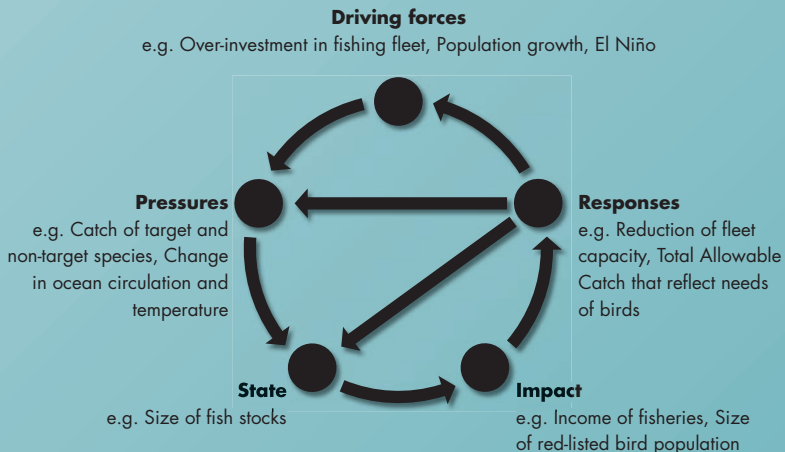 Driving forces
e.g. Over-investment in fishing fleet, Population growth, El Niño
Pressures
e.g. Catch of target and
non-target species, Change
in ocean circulation and
temperature
Responses
e.g. Reduction of fleet
capacity, Total Allowable
Catch that reflect needs
of birds
State
e.g. Size of fish stocks
Impact
e.g. Income of fisheries, Size
of red-listed bird population